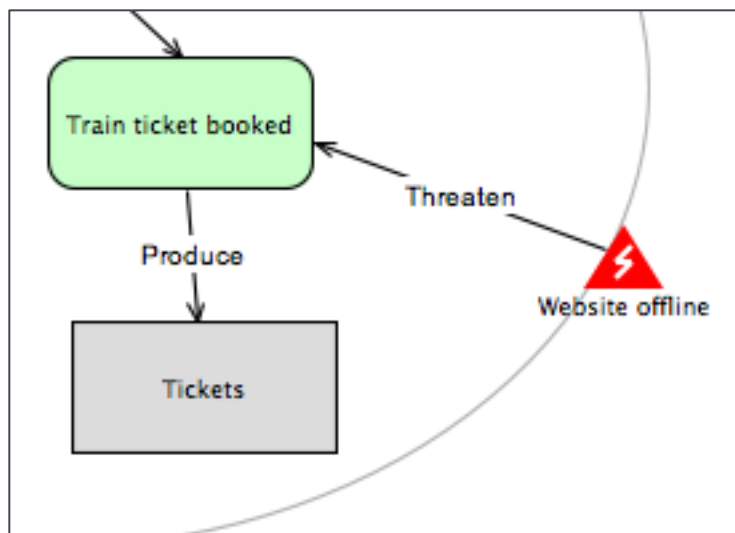 Train ticket booked
Threaten
Produce
Website offline
Tickets